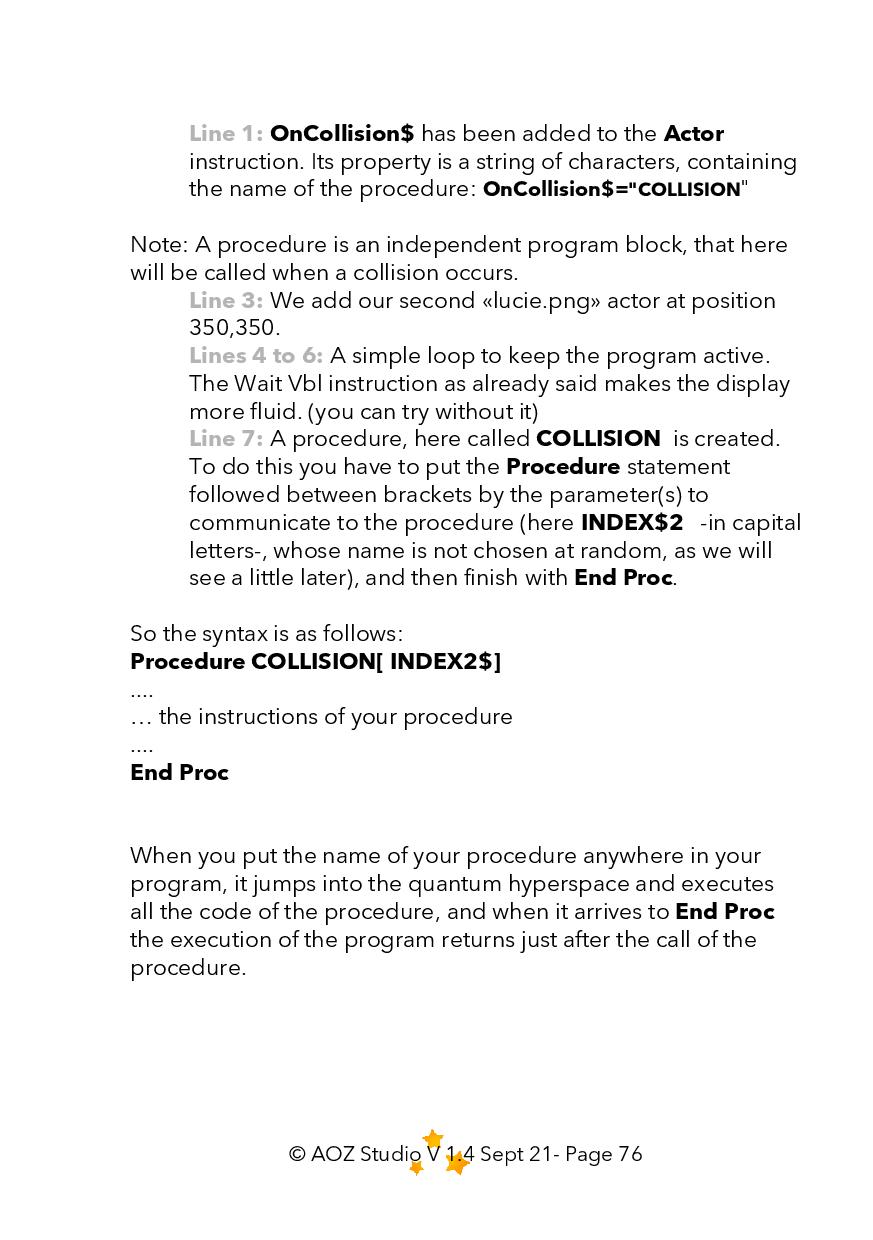 Line 1: OnCollision$ has been added to the Actor
instruction. Its property is a string of characters, containing
the name of the procedure: OnCollision$="COLLISION"
Note: A procedure is an independent program block, that here
will be called when a collision occurs.
Line 3: We add our second «lucie.png» actor at position
350,350.
Lines 4 to 6: A simple loop to keep the program active.
The Wait Vbl instruction as already said makes the display
more fluid. (you can try without it)
Line 7: A procedure, here called COLLISION is created.
To do this you have to put the Procedure statement
followed between brackets by the parameter(s) to
communicate to the procedure (here INDEX$2 -in capital
letters-, whose name is not chosen at random, as we will
see a little later), and then finish with End Proc.
So the syntax is as follows:
Procedure COLLISION[ INDEX2$]
....
… the instructions of your procedure
....
End Proc
When you put the name of your procedure anywhere in your
program, it jumps into the quantum hyperspace and executes
all the code of the procedure, and when it arrives to End Proc
the execution of the program returns just after the call of the
procedure.
© AOZ Studio V 1.4 Sept 21- Page 76